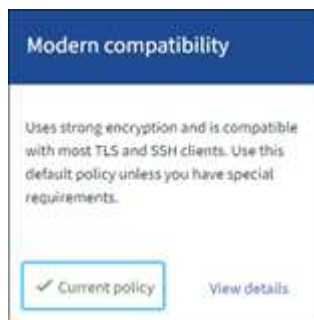 Modern compatibility
Uses strong encryption and is compatible
with most TLS and SSH clients. Use this
default policy unless you have special
requirements.
✓ Current policy
View details